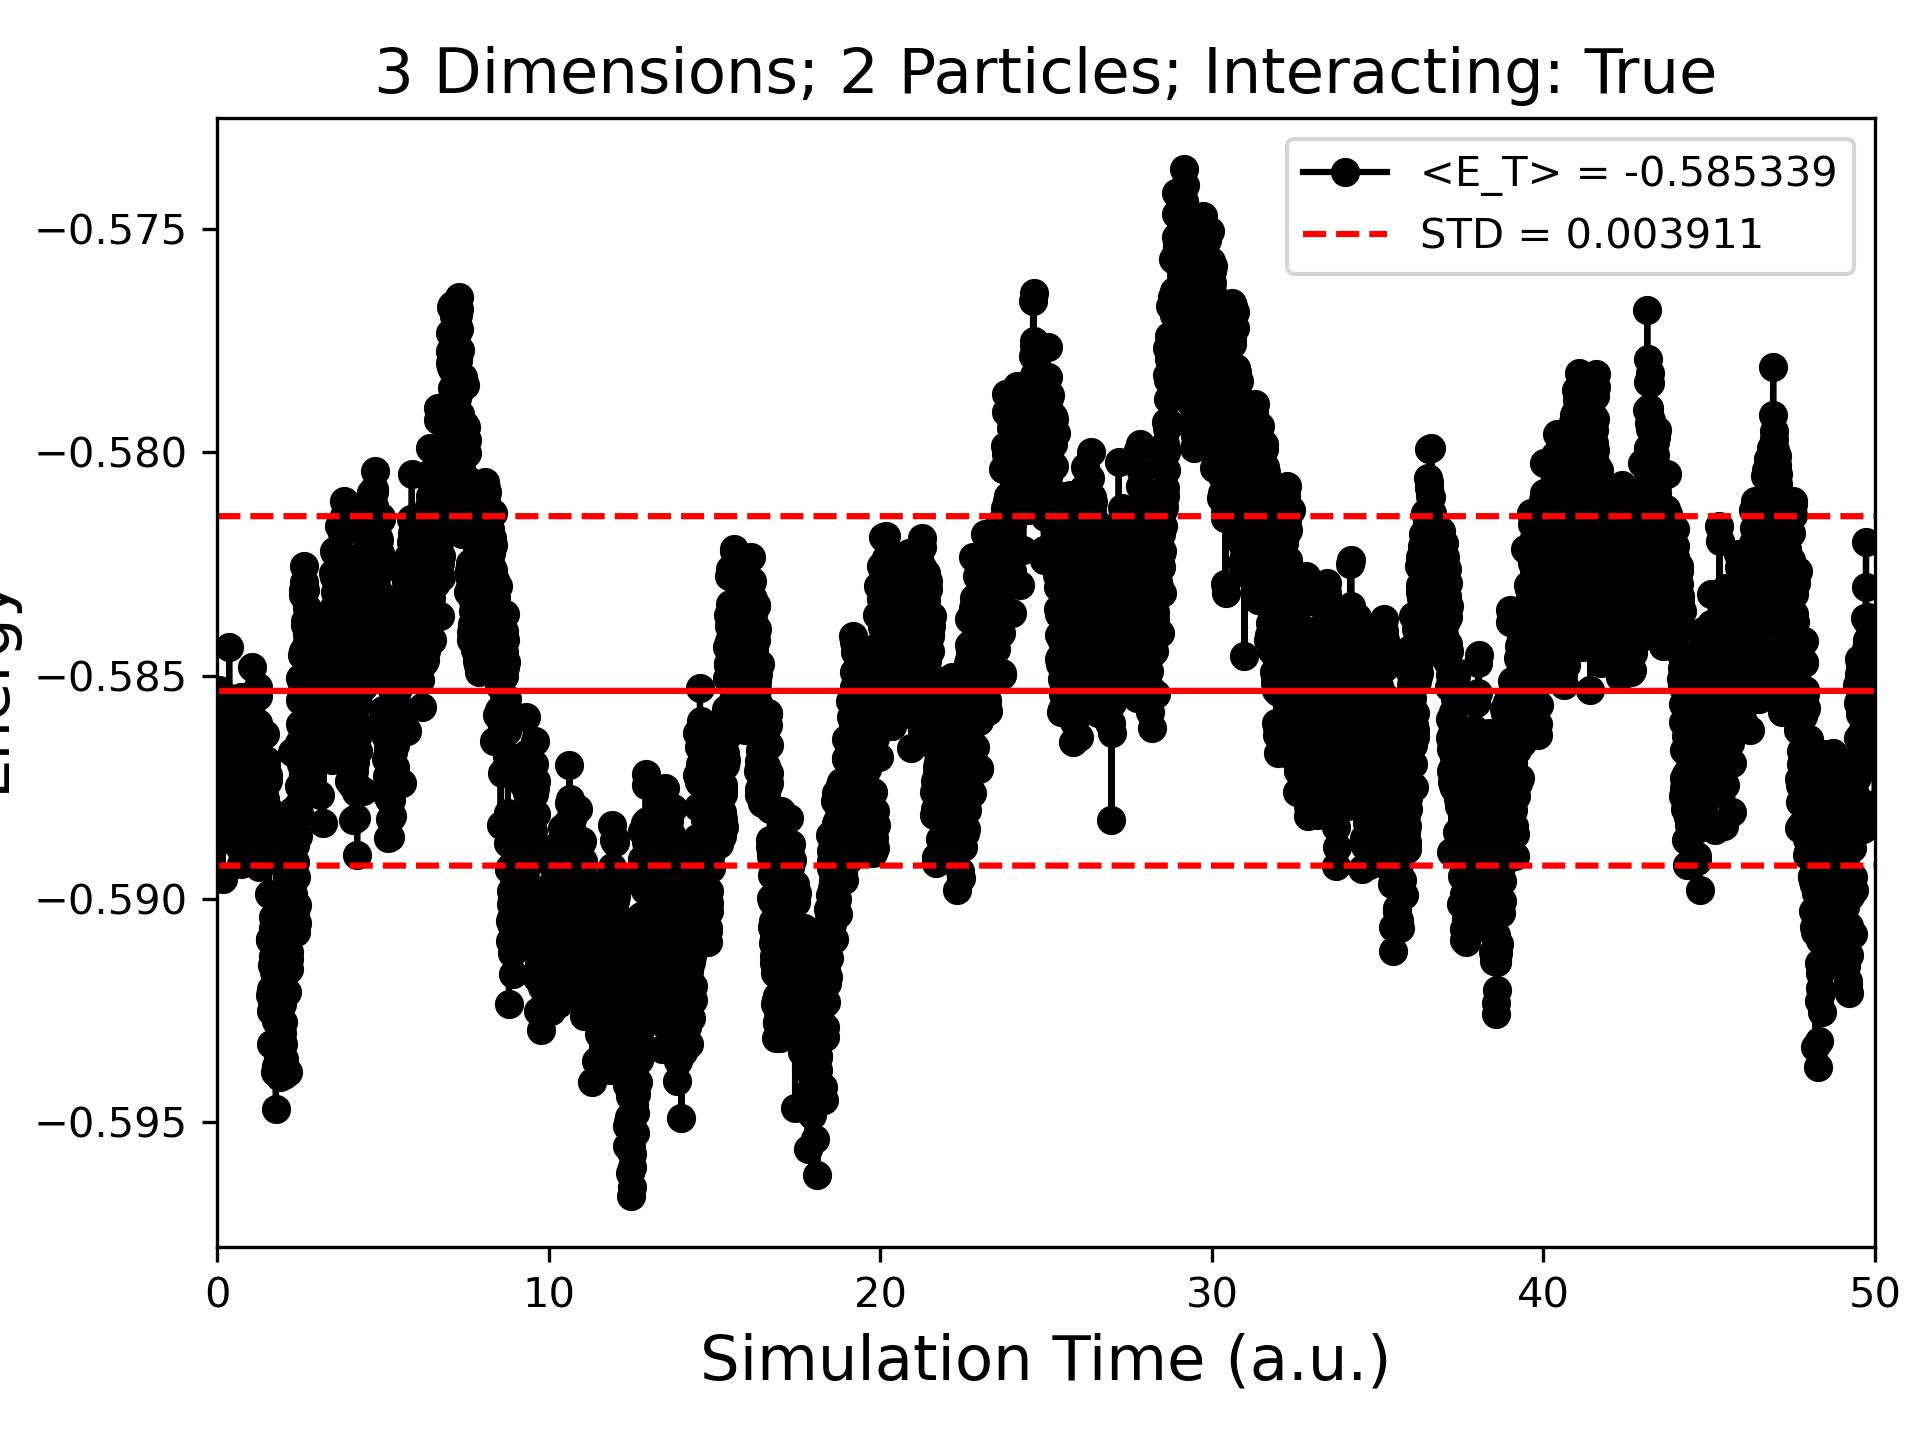 3 Dimensions; 2 Particles; Interacting: True
<E_T> = -0.585339
STD = 0.003911
−0.575
−0.580
−0.585
−0.590
−0.595
Energy
0 10 20 30 40 50
Simulation Time (a.u.)